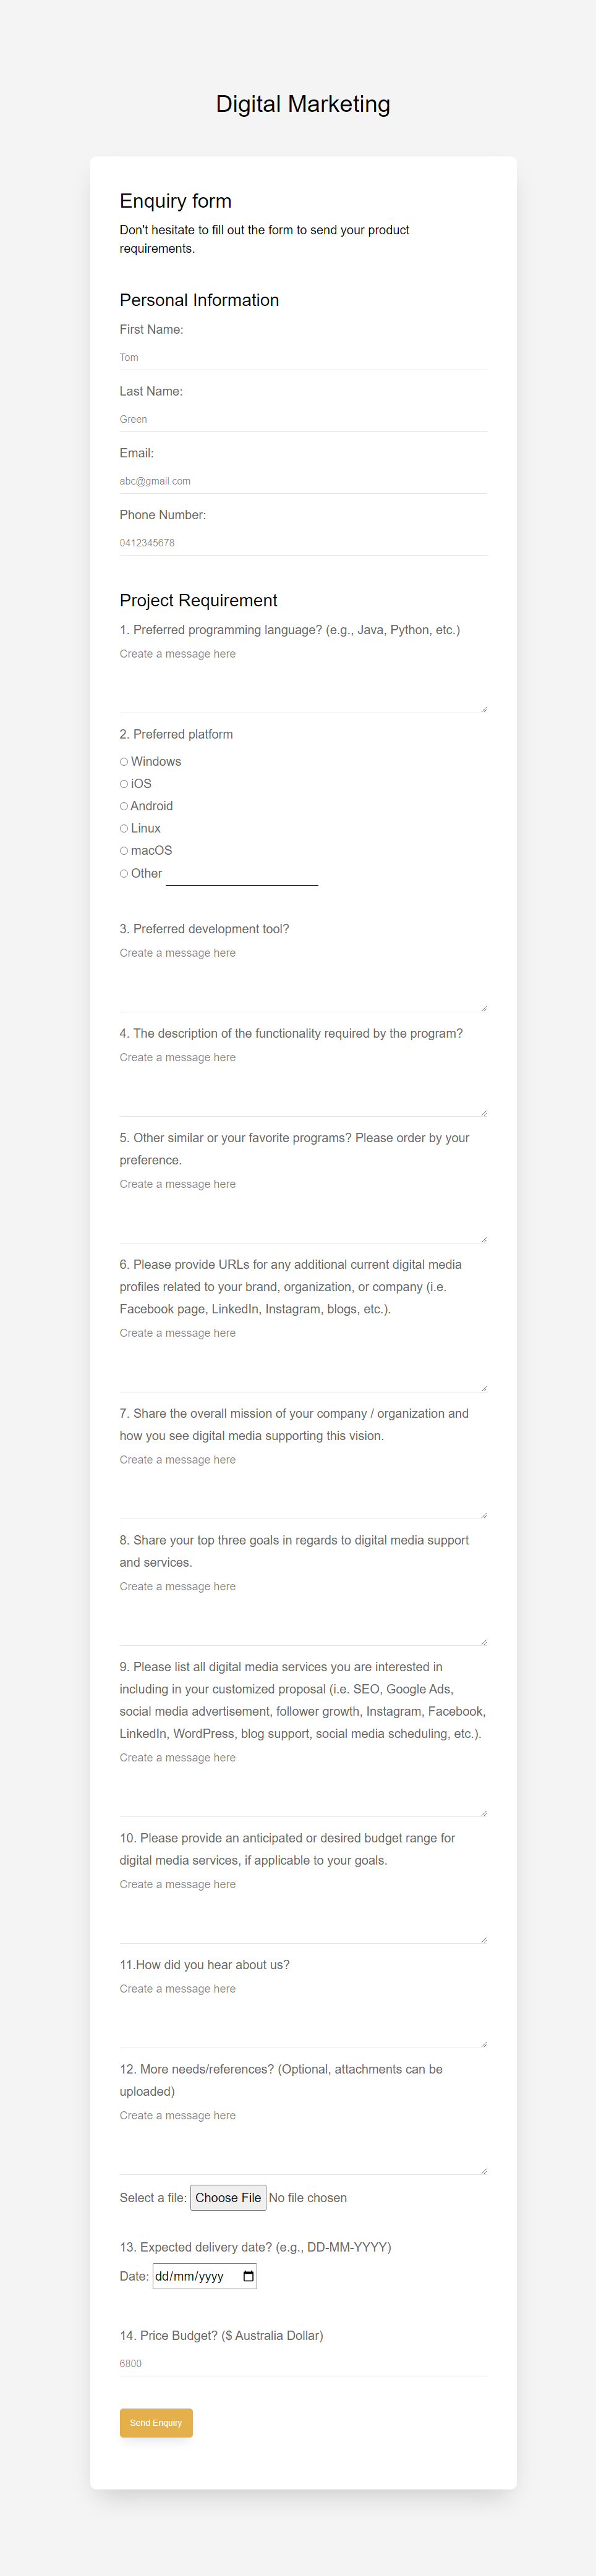 Digital Marketing
Enquiry form
Don't hesitate to fill out the form to send your product
requirements.
Personal Information
First Name:
Tom
Last Name:
Green
Email:
abc@gmail.com
Phone Number:
0412345678
Project Requirement
1. Preferred programming language? (e.g., Java, Python, etc.)
Create a message here
2. Preferred platform
Windows
iOS
Android
Linux
macOS
Other
3. Preferred development tool?
Create a message here
4. The description of the functionality required by the program?
Create a message here
5. Other similar or your favorite programs? Please order by your
preference.
Create a message here
6. Please provide URLs for any additional current digital media
profiles related to your brand, organization, or company (i.e.
Facebook page, LinkedIn, Instagram, blogs, etc.).
Create a message here
7. Share the overall mission of your company / organization and
how you see digital media supporting this vision.
Create a message here
8. Share your top three goals in regards to digital media support
and services.
Create a message here
9. Please list all digital media services you are interested in
including in your customized proposal (i.e. SEO, Google Ads,
social media advertisement, follower growth, Instagram, Facebook,
LinkedIn, WordPress, blog support, social media scheduling, etc.).
Create a message here
10. Please provide an anticipated or desired budget range for
digital media services, if applicable to your goals.
Create a message here
11.How did you hear about us?
Create a message here
12. More needs/references? (Optional, attachments can be
uploaded)
Create a message here
Select a file: Choose File No file chosen
13. Expected delivery date? (e.g., DD-MM-YYYY)
Date: dd/mm/yyyy
14. Price Budget? ($ Australia Dollar)
6800
Send Enquiry